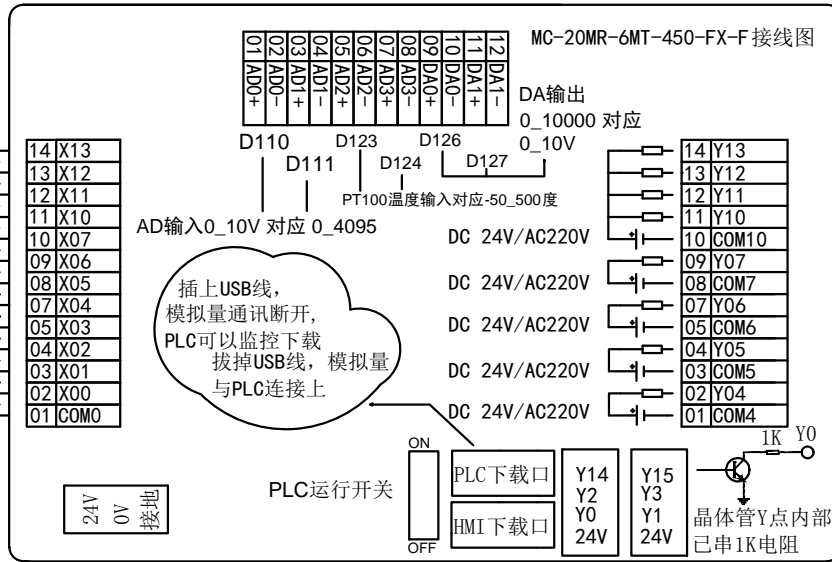 MC-20MR-6MT-450-FX-F接线图
01 AD0+
02 AD0-
03 AD1+
04 AD1-
05 AD2+
06 AD2-
07 AD3+
08 AD3-
09 DA0+
10 DA0-
11 DA1+
12 DA1-
DA输出
0_10000 对应
0_10V
D110
D111
D123
D124
D126
D127
PT100温度输入对应-50_500度
AD输入0_10V 对应 0_4095
14 X13
13 X12
12 X11
11 X10
10 X07
09 X06
08 X05
07 X04
05 X03
04 X02
03 X01
02 X00
01 COM0
插上USB线，
模拟量通讯断开,
PLC可以监控下载
拔掉USB线，模拟量
与PLC连接上
DC 24V/AC220V
DC 24V/AC220V
DC 24V/AC220V
DC 24V/AC220V
DC 24V/AC220V
14 Y13
13 Y12
12 Y11
11 Y10
10 COM10
09 Y07
08 COM7
07 Y06
05 COM6
04 Y05
03 COM5
02 Y04
01 COM4
24V
0V
接地
PLC运行开关
ON
OFF
PLC下载口
HMI下载口
Y14
Y2
Y0
24V
Y15
Y3
Y1
24V
1K Y0
晶体管Y点内部
已串1K电阻